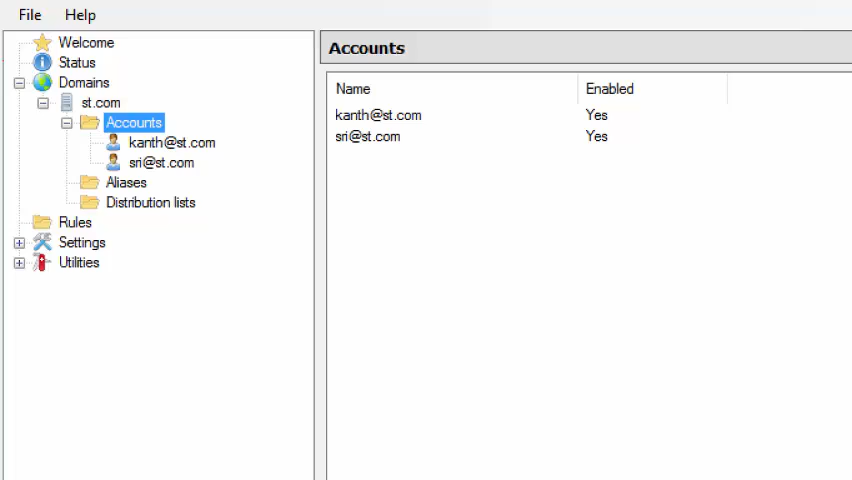 File Help
Welcome
Status
Domains
st.com
Accounts
kanth@st.com
sri@st.com
Aliases
Distribution lists
Rules
Settings
Utilities
Accounts
Name Enabled
kanth@st.com Yes
sri@st.com Yes